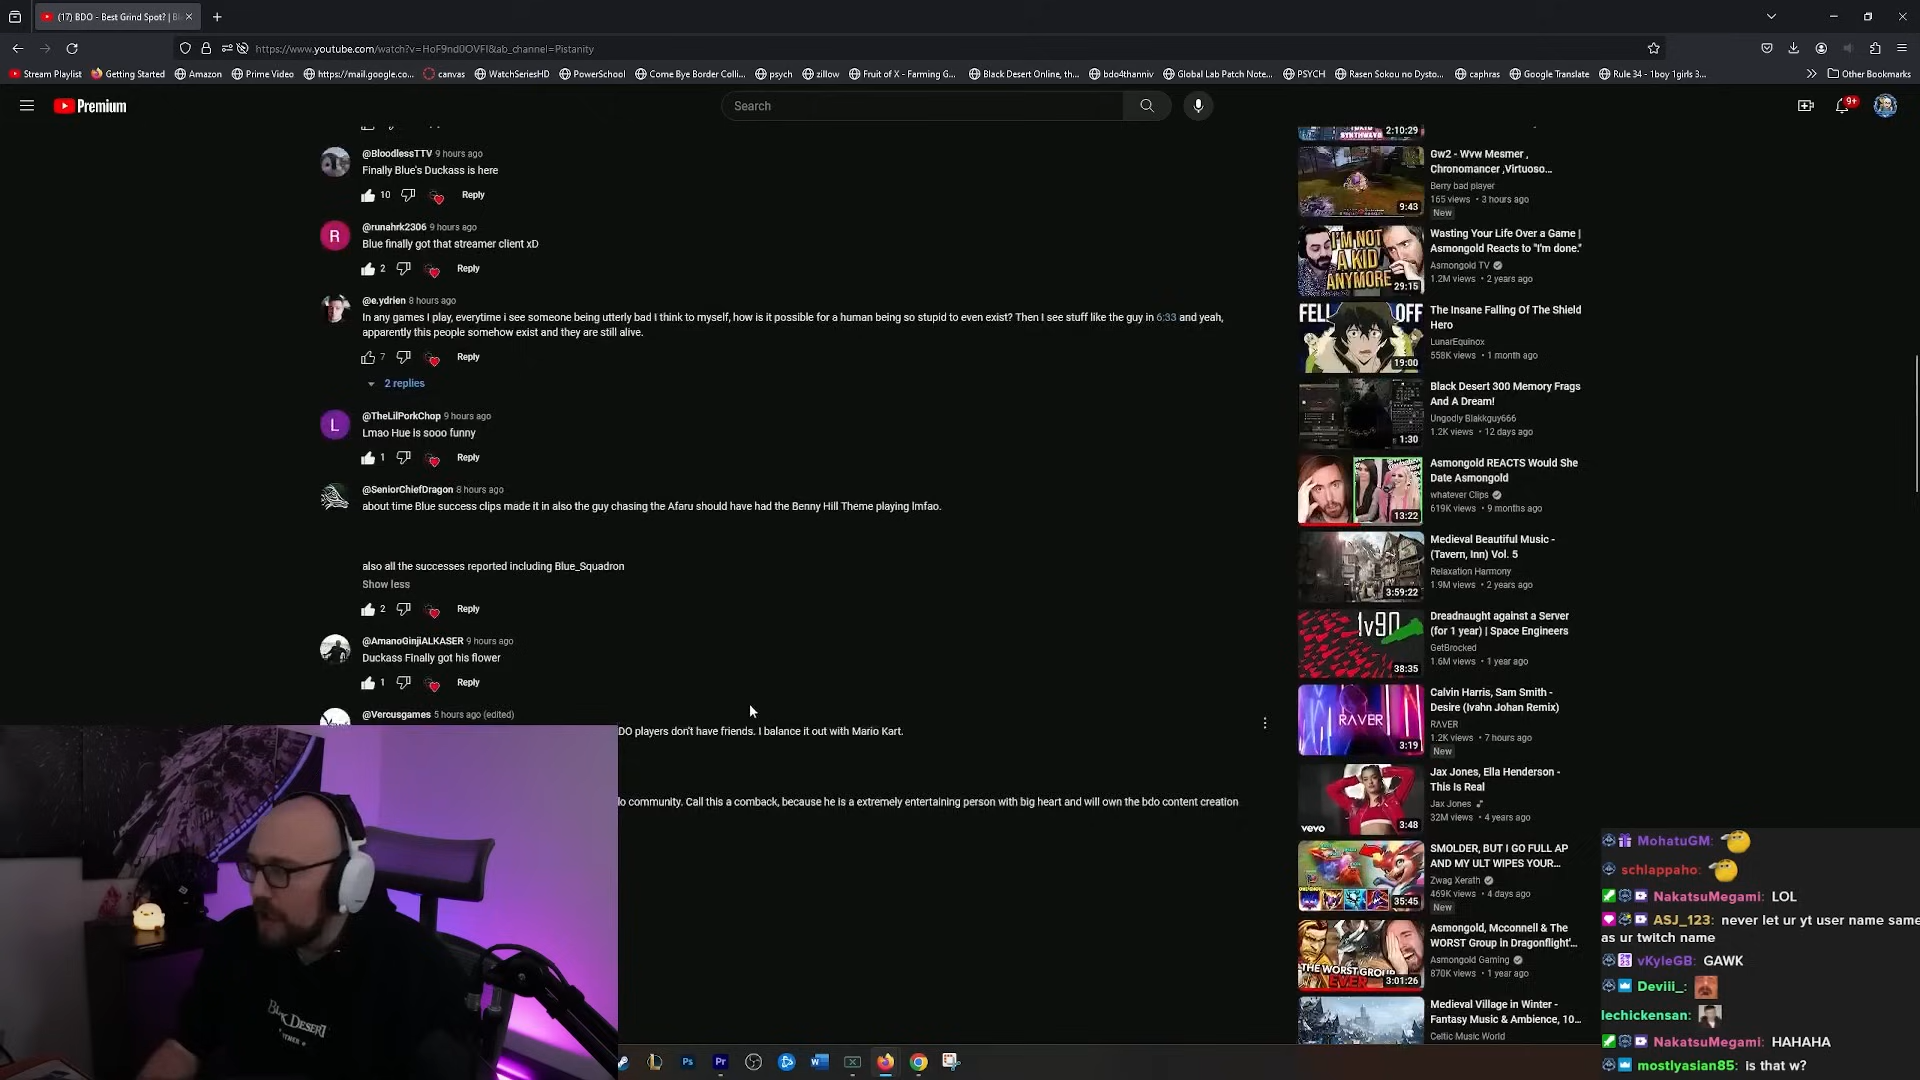 (17) BDO - Best Grind Spot? |
https://www.youtube.com/watch?v=HoF9nd0OVFI&ab_channel=Pistanity
Stream Playlist
Getting Started
Amazon
Prime Video
https://mail.google.co...
canvas
WatchSeriesHD
PowerSchool
Come Bye Border Colli...
psych
zillow
Fruit of X - Farming G...
Black Desert Online, th...
bdo4thanniv
Global Lab Patch Note...
PSYCH
Rasen Sokou no Dysto...
caphras
Google Translate
Rule 34 - 1boy 1girls 3...
Other Bookmarks
Premium
Search
9+
@BloodlessTTV 9 hours ago
Finally Blue's Duckass is here
10 Reply
@runahrk2306 9 hours ago
Blue finally got that streamer client xD
2 Reply
@e.ydrien 8 hours ago
In any games I play, everytime i see someone being utterly bad I think to myself, how is it possible for a human being so stupid to even exist? Then I see stuff like the guy in 6:33 and yeah,
apparently this people somehow exist and they are still alive.
7 Reply
2 replies
L
@TheLilPorkChop 9 hours ago
Lmao Hue is sooo funny
1 Reply
@SeniorChiefDragon 8 hours ago
about time Blue success clips made it in also the guy chasing the Afaru should have had the Benny Hill Theme playing lmfao.
also all the successes reported including Blue_Squadron
Show less
2 Reply
@AmanoGinjiALKASER 9 hours ago
Duckass Finally got his flower
1 Reply
@Vercusgames 5 hours ago (edited)
DO players don't have friends. I balance it out with Mario Kart.
do community. Call this a comback, because he is a extremely entertaining person with big heart and will own the bdo content creation
R
BLACK DESERT
2:10:29
Gw2 - Wvw Mesmer ,
Chronomancer ,Virtuoso...
Berry bad player
165 views • 3 hours ago
New
9:43
I'M NOT
A KID
ANYMORE
29:15
Wasting Your Life Over a Game |
Asmongold Reacts to "I'm done."
Asmongold TV
1.2M views • 2 years ago
FELL OFF
19:00
The Insane Falling Of The Shield
Hero
LunarEquinox
558K views • 1 month ago
1:30
Black Desert 300 Memory Frags
And A Dream!
Ungodly Blakkguy666
1.2K views • 12 days ago
13:22
Asmongold REACTS Would She
Date Asmongold
whatever Clips
619K views • 9 months ago
3:59:22
Medieval Beautiful Music -
(Tavern, Inn) Vol. 5
Relaxation Harmony
1.9M views • 2 years ago
1v90
38:35
Dreadnaught against a Server
(for 1 year) | Space Engineers
GetBrocked
1.6M views • 1 year ago
RAVER
3:19
Calvin Harris, Sam Smith -
Desire (Ivahn Johan Remix)
RΛVER
1.2K views • 7 hours ago
New
vevo
3:48
Jax Jones, Ella Henderson -
This Is Real
Jax Jones
32M views • 4 years ago
35:45
SMOLDER, BUT I GO FULL AP
AND MY ULT WIPES YOUR...
Zwag Xerath
469K views • 4 days ago
New
THE WORST GROUP
EVER
3:01:26
Asmongold, Mcconnell & The
WORST Group in Dragonflight'...
Asmongold Gaming
870K views • 1 year ago
Medieval Village in Winter -
Fantasy Music & Ambience, 10...
Celtic Music World
MohatuGM:
schlappaho:
NakatsuMegami: LOL
ASJ_123: never let ur yt user name same
as ur twitch name
vKyleGB: GAWK
Deviii_:
lechickensan:
NakatsuMegami: HAHAHA
mostlyasian85: is that w?
Ps
Pr